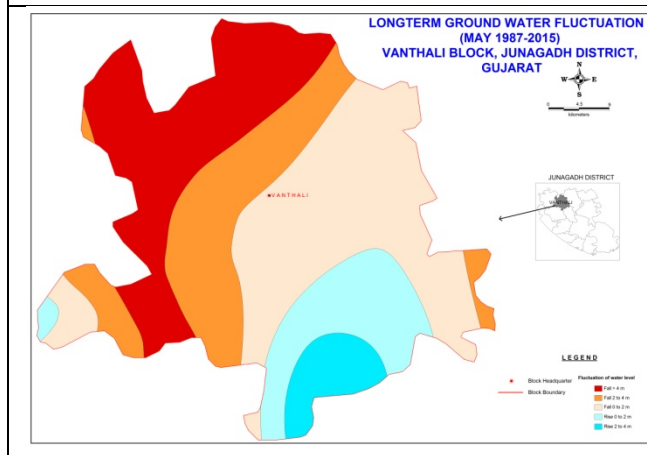 LONGTERM GROUND WATER FLUCTUATION
(MAY 1987-2015)
VANTHALI BLOCK, JUNAGADH DISTRICT,
GUJARAT
N
W E
S
0 4.5 9
kilometers
VANTHALI
JUNAGADH DISTRICT
VANTHALI
LEGEND
Block Headquarter
Block Boundary
Fluctuation of water level
Fall > 4 m
Fall 2 to 4 m
Fall 0 to 2 m
Rise 0 to 2 m
Rise 2 to 4 m